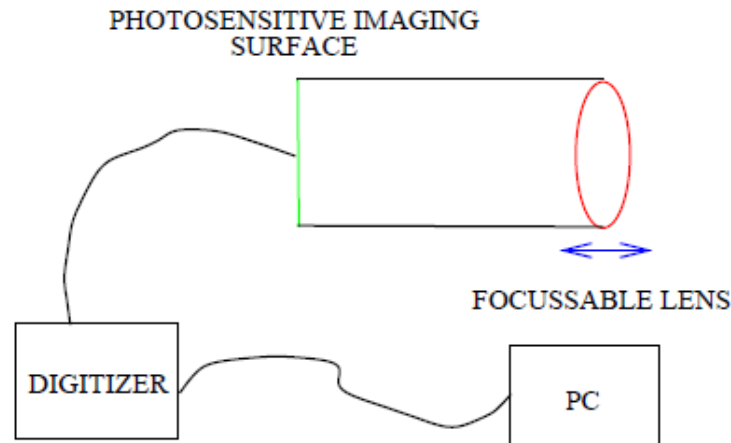 PHOTOSENSITIVE IMAGING
SURFACE
FOCUSSABLE LENS
DIGITIZER
PC